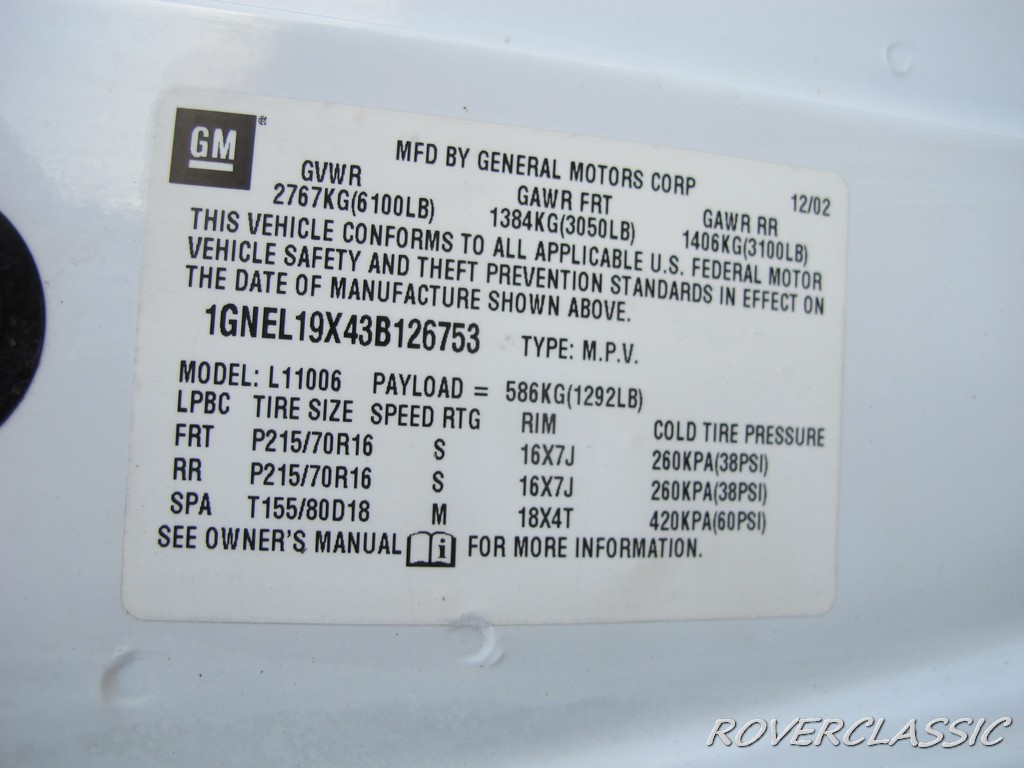 GM®
MFD BY GENERAL MOTORS CORP 12/02
GVWR GAWR FRT GAWR RR
2767KG(6100LB) 1384KG(3050LB) 1406KG(3100LB)
THIS VEHICLE CONFORMS TO ALL APPLICABLE U.S. FEDERAL MOTOR
VEHICLE SAFETY AND THEFT PREVENTION STANDARDS IN EFFECT ON
THE DATE OF MANUFACTURE SHOWN ABOVE.
1GNEL19X43B126753 TYPE: M.P.V.
MODEL: L11006 PAYLOAD = 586KG(1292LB)
LPBC TIRE SIZE SPEED RTG RIM COLD TIRE PRESSURE
FRT P215/70R16 S 16X7J 260KPA(38PSI)
RR P215/70R16 S 16X7J 260KPA(38PSI)
SPA T155/80D18 M 18X4T 420KPA(60PSI)
SEE OWNER'S MANUAL i FOR MORE INFORMATION.
ROVERCLASSIC